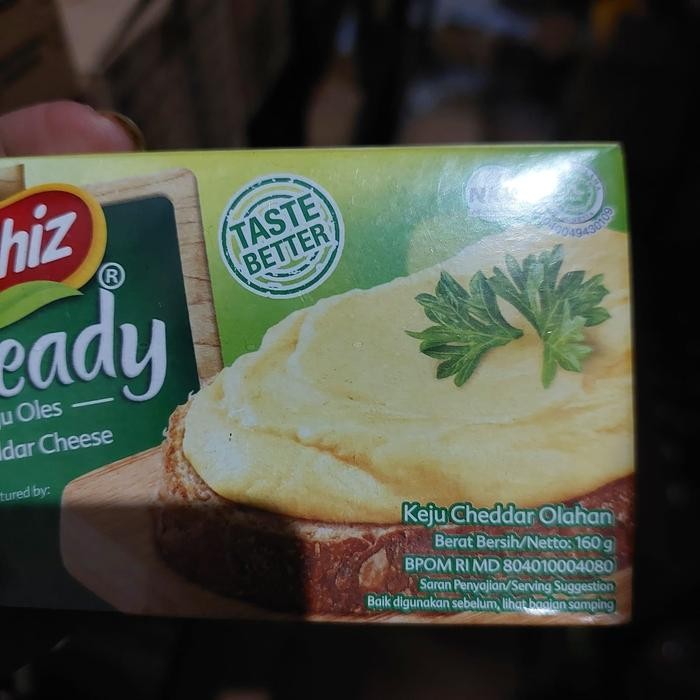 TASTE
BETTER
hiz
®
eady
u Oles
dar Cheese
tured by:
Keju Cheddar Olahan
Berat Bersih/Netto: 160 g
BPOM RI MD 804010004080
Saran Penyajian/Serving Suggestion
Baik digunakan sebelum, lihat bagian samping